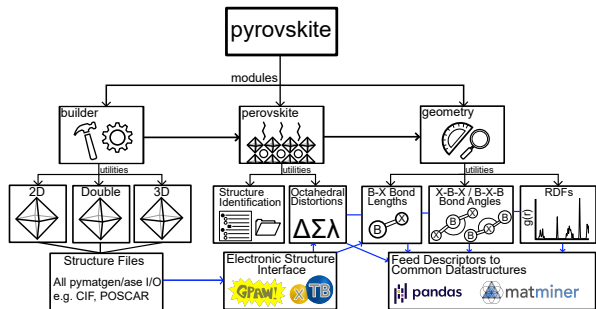 pyrovskite
modules
builder
perovskite
geometry
utilities
utilities
utilities
2D
Double
3D
Structure
Identification
Octahedral
Distortions
ΔΣλ
B-X Bond
Lengths
B
X
X-B-X / B-X-B
Bond Angles
X
B
X
B
X
B
RDFs
g(r)
Structure Files
All pymatgen/ase I/O
e.g. CIF, POSCAR
Electronic Structure
Interface
GPAW!
x
TB
Feed Descriptors to
Common Datastructures
pandas
matminer